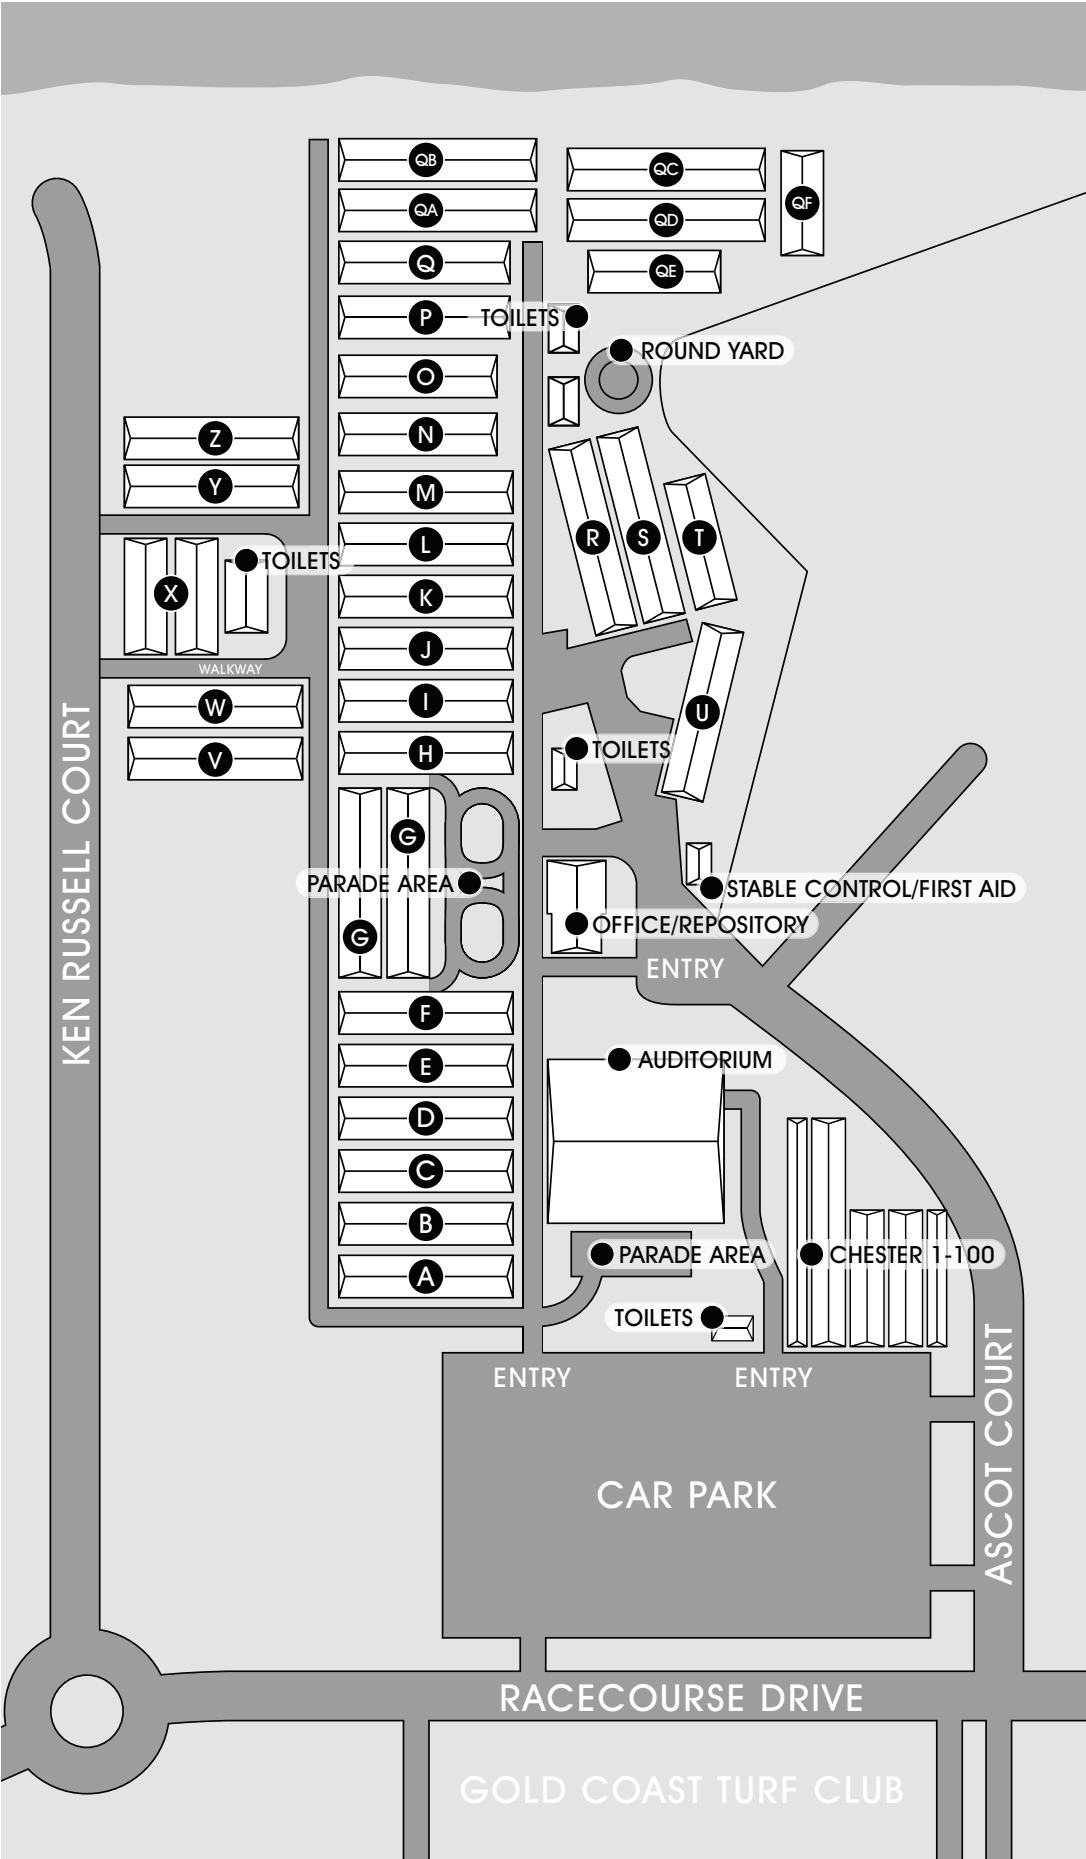 QB
QC
QA
QF
QD
Q
QE
P
TOILETS
ROUND YARD
O
N
Z
Y
M
L
R
S
T
TOILETS
X
K
J
WALKWAY
I
W
U
H
TOILETS
V
G
PARADE AREA
STABLE CONTROL/FIRST AID
OFFICE/REPOSITORY
G
ENTRY
KEN RUSSELL COURT
F
E
AUDITORIUM
D
C
B
PARADE AREA
CHESTER 1-100
A
TOILETS
ENTRY
ENTRY
ASCOT COURT
CAR PARK
RACECOURSE DRIVE
GOLD COAST TURF CLUB